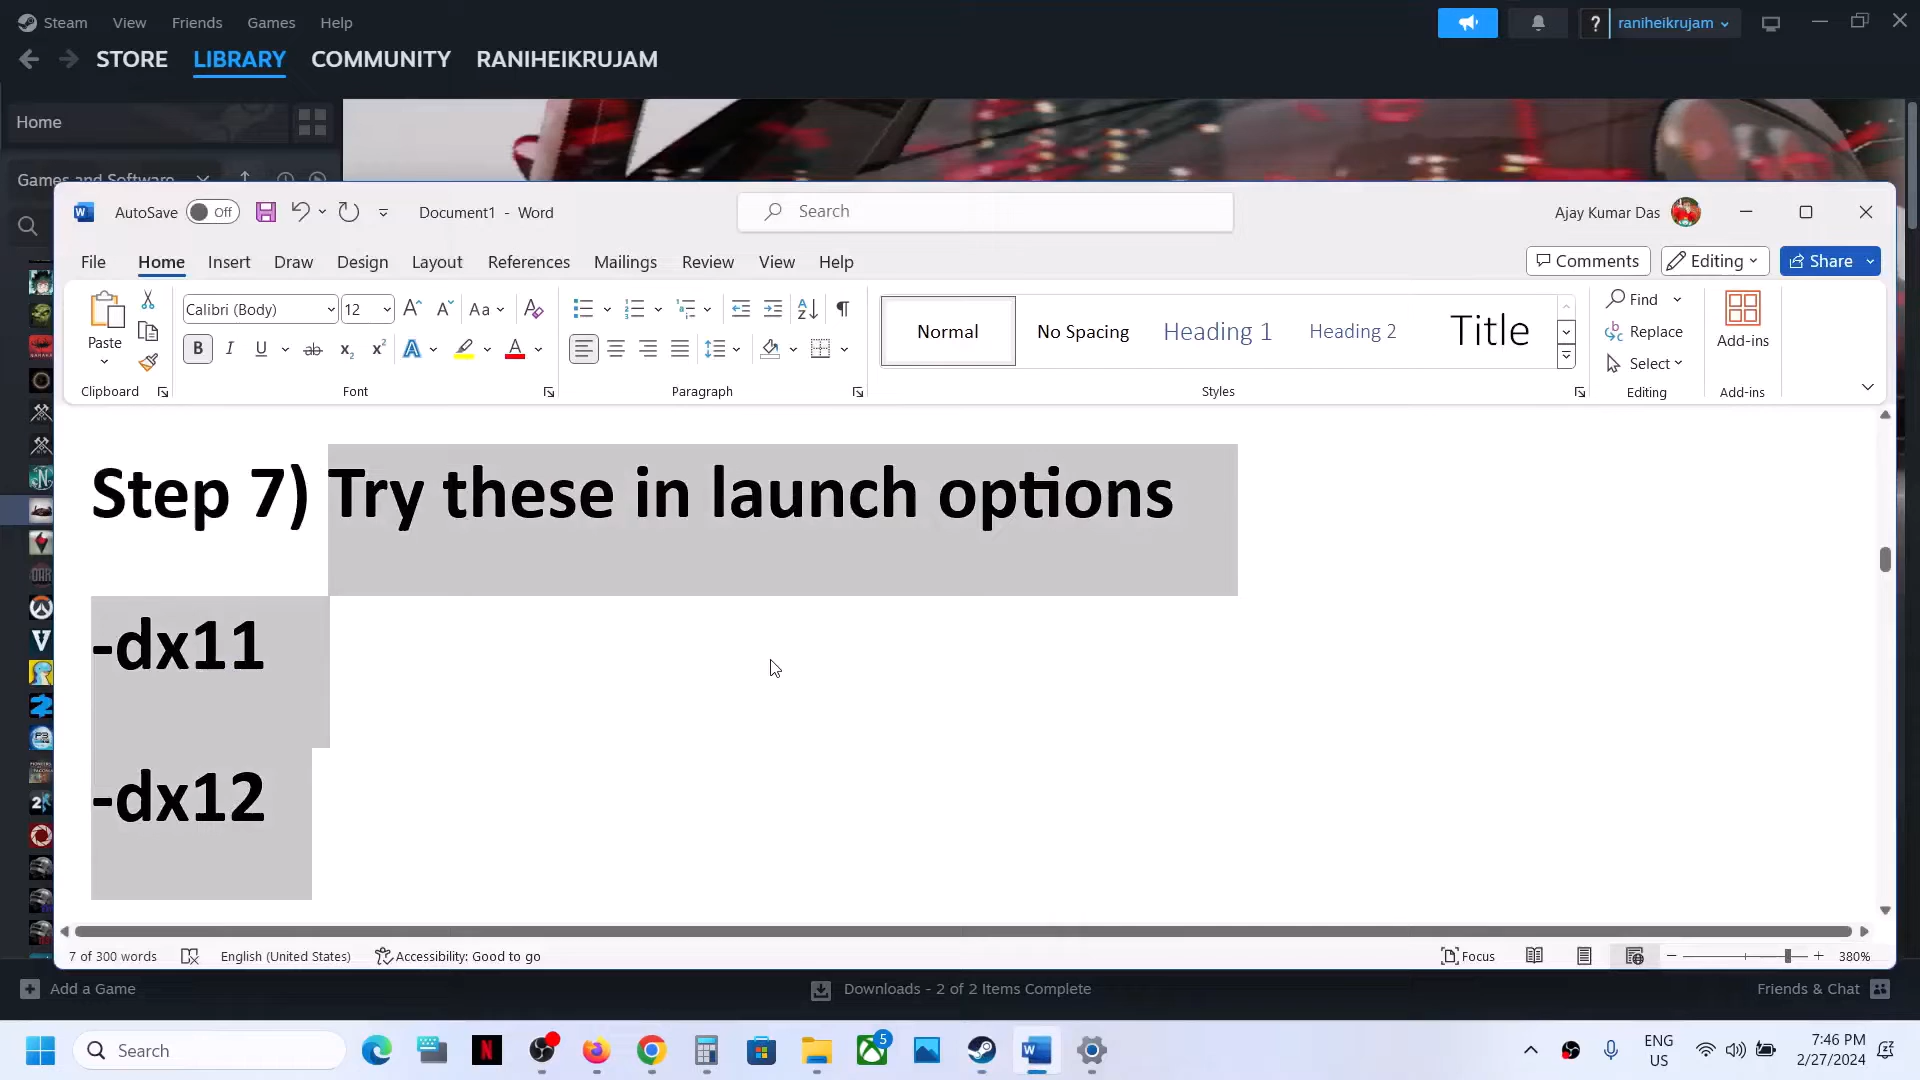 Steam View Friends Games Help
raniheikrujam
STORE LIBRARY COMMUNITY RANIHEIKRUJAM
Home
Games and Software
AutoSave Off Document1 - Word
Search
Ajay Kumar Das
File Home Insert Draw Design Layout References Mailings Review View Help
Comments Editing Share
Paste
Calibri (Body) 12
Normal No Spacing Heading 1 Heading 2 Title
Find
Replace
Select
Add-ins
Clipboard Font Paragraph Styles Editing Add-ins
Step 7) Try these in launch options
-dx11
-dx12
7 of 300 words English (United States) Accessibility: Good to go
Focus 380%
Add a Game
Downloads - 2 of 2 Items Complete
Friends & Chat
Search
5
ENG
US
7:46 PM
2/27/2024